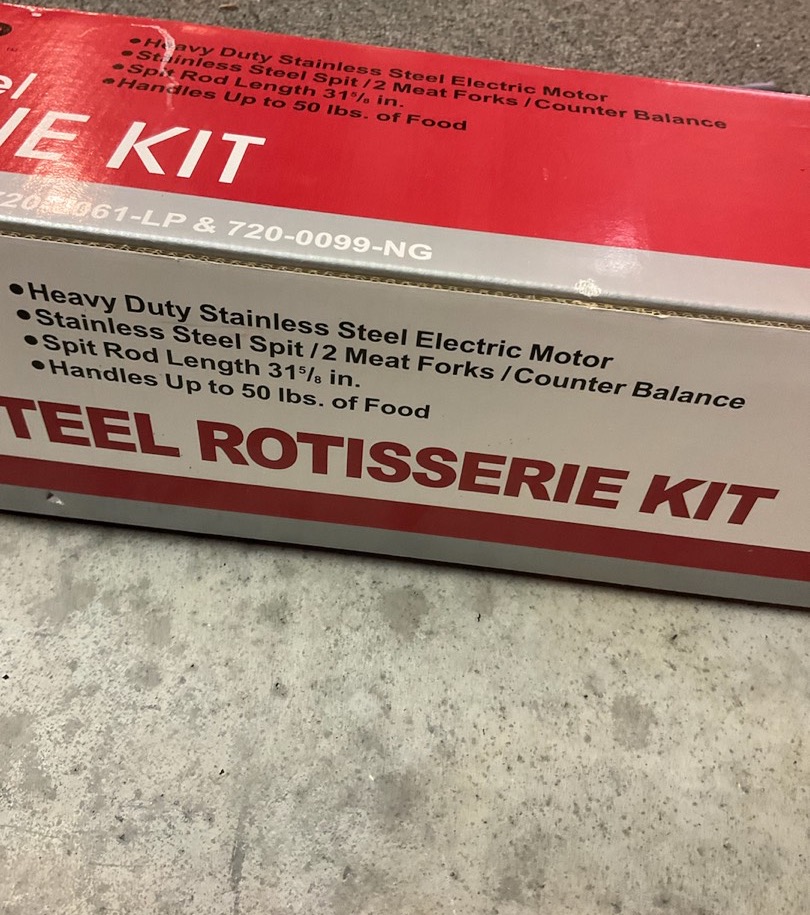 •Heavy Duty Stainless Steel Electric Motor
•Stainless Steel Spit/2 Meat Forks/Counter Balance
•Spit Rod Length 31⁵/₈ in.
•Handles Up to 50 lbs. of Food
el
IE KIT
061-LP & 720-0099-NG
•Heavy Duty Stainless Steel Electric Motor
•Stainless Steel Spit/2 Meat Forks/Counter Balance
•Spit Rod Length 31⁵/₈ in.
•Handles Up to 50 lbs. of Food
TEEL ROTISSERIE KIT